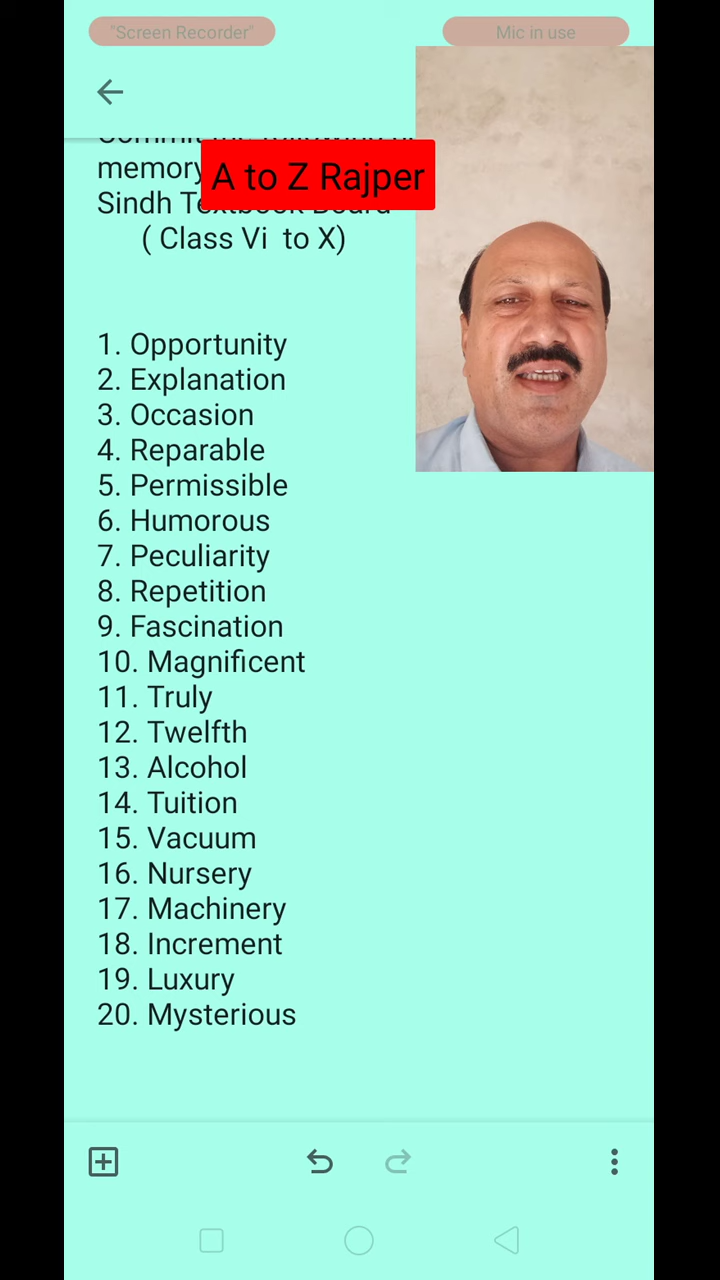 "Screen Recorder"
Mic in use
memory
A to Z Rajper
Sindh Textbook Board
( Class Vi to X)
1. Opportunity
2. Explanation
3. Occasion
4. Reparable
5. Permissible
6. Humorous
7. Peculiarity
8. Repetition
9. Fascination
10. Magnificent
11. Truly
12. Twelfth
13. Alcohol
14. Tuition
15. Vacuum
16. Nursery
17. Machinery
18. Increment
19. Luxury
20. Mysterious